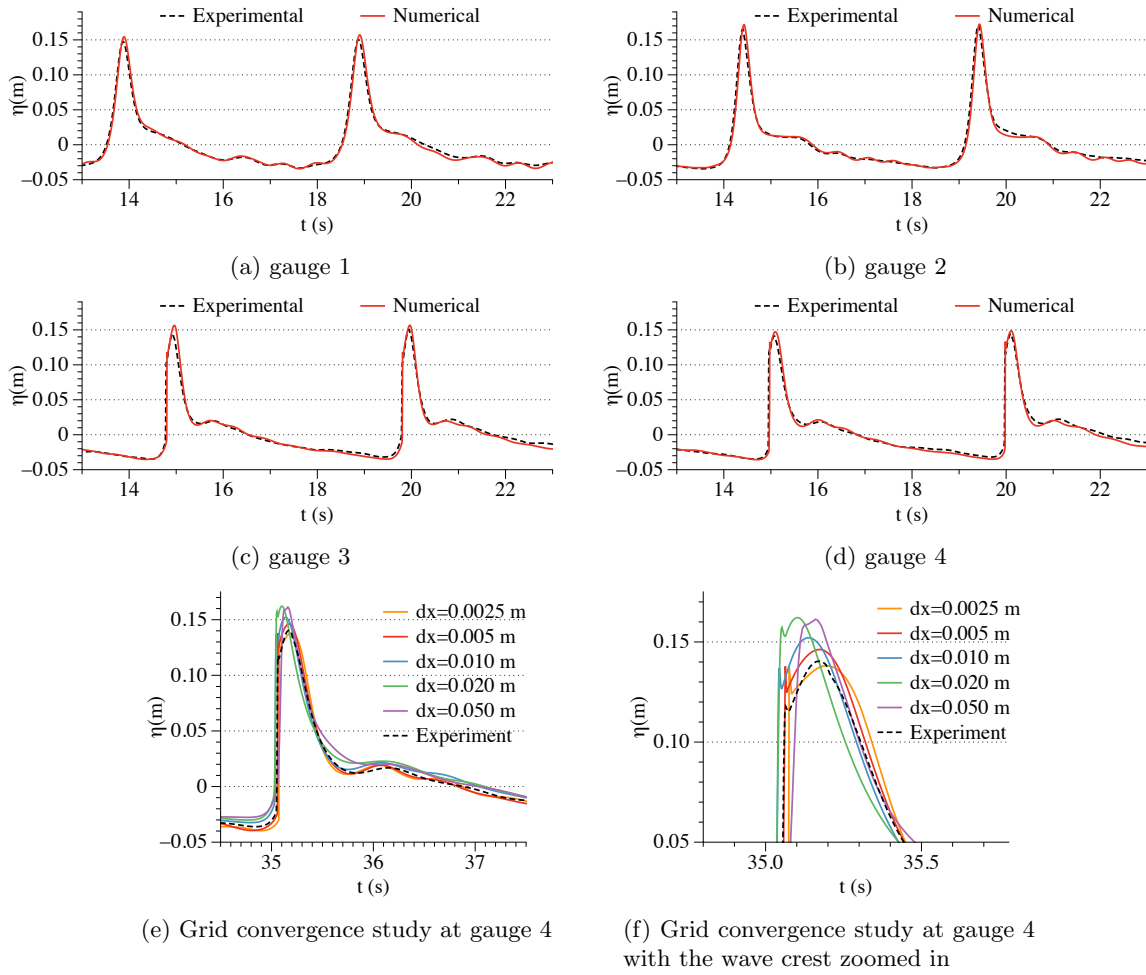 Experimental Numerical
0.15
0.10
0.05
0
−0.05
η(m)
14 16 18 20 22
t (s)
(a) gauge 1
Experimental Numerical
0.15
0.10
0.05
0
−0.05
η(m)
14 16 18 20 22
t (s)
(b) gauge 2
Experimental Numerical
0.15
0.10
0.05
0
−0.05
η(m)
14 16 18 20 22
t (s)
(c) gauge 3
Experimental Numerical
0.15
0.10
0.05
0
−0.05
η(m)
14 16 18 20 22
t (s)
(d) gauge 4
0.15
0.10
0.05
0
−0.05
η(m)
dx=0.0025 m
dx=0.005 m
dx=0.010 m
dx=0.020 m
dx=0.050 m
Experiment
35 36 37
t (s)
(e) Grid convergence study at gauge 4
0.15
0.10
0.05
η(m)
dx=0.0025 m
dx=0.005 m
dx=0.010 m
dx=0.020 m
dx=0.050 m
Experiment
35.0 35.5
t (s)
(f) Grid convergence study at gauge 4
with the wave crest zoomed in